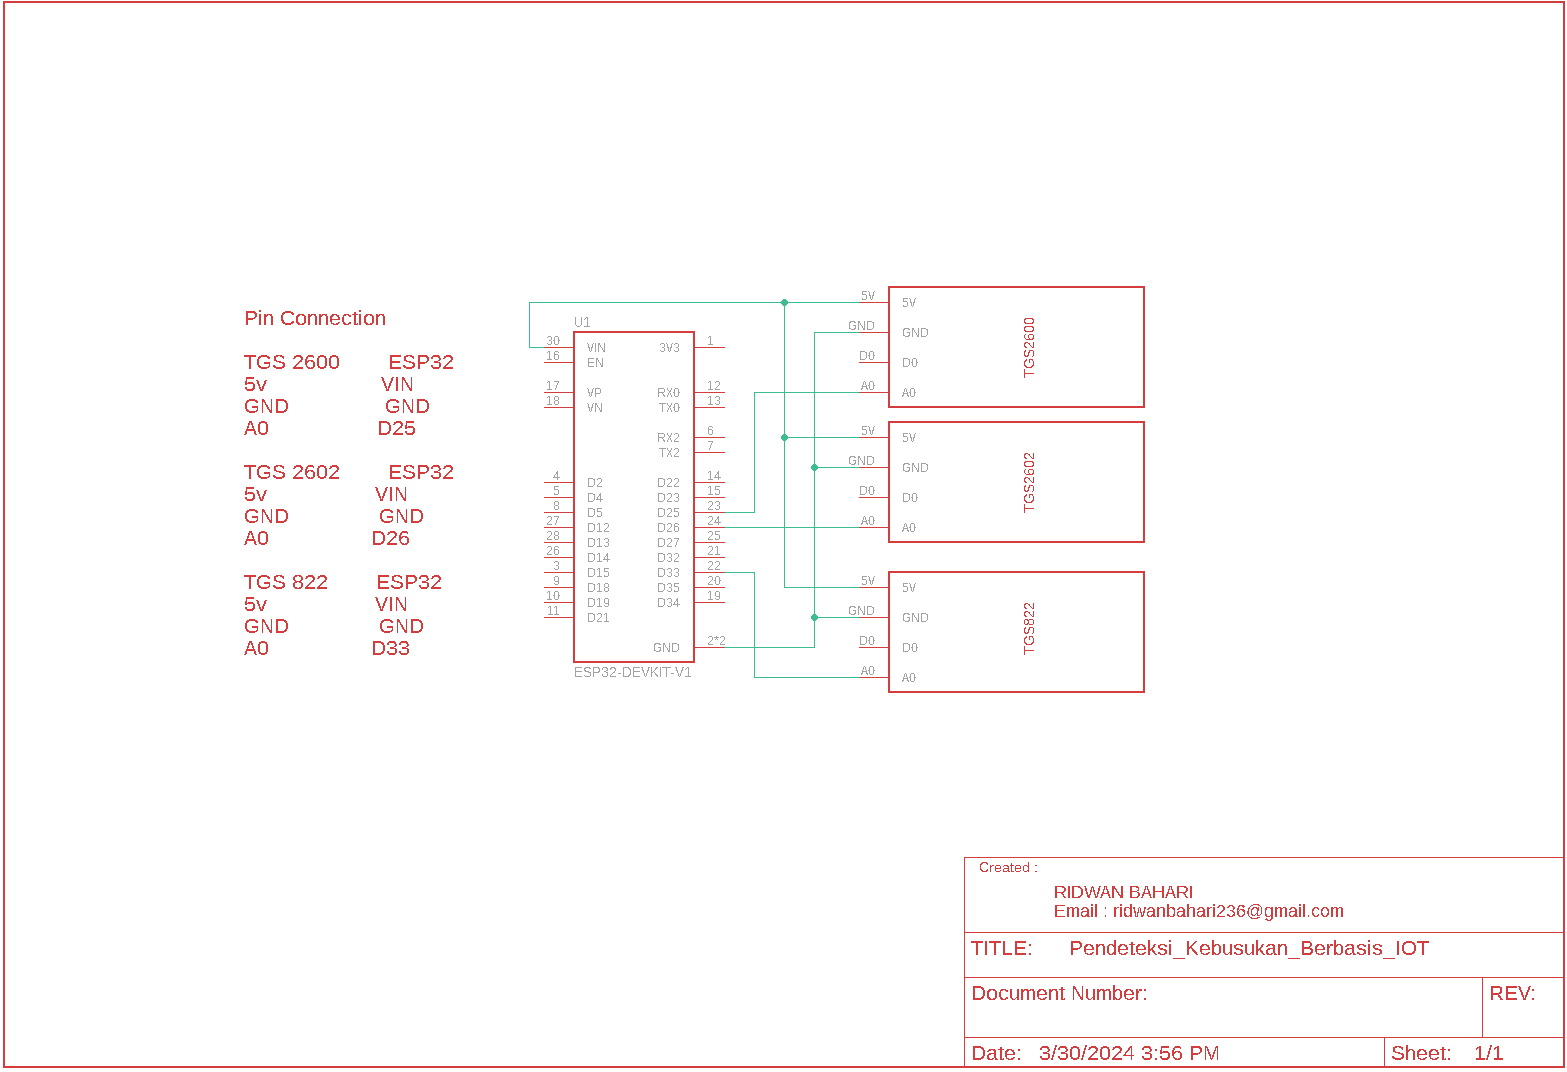 Pin Connection
TGS 2600 ESP32
5v VIN
GND GND
A0 D25
TGS 2602 ESP32
5v VIN
GND GND
A0 D26
TGS 822 ESP32
5v VIN
GND GND
A0 D33
U1
30 VIN 3V3 1
16 EN
17 VP RX0 12
18 VN TX0 13
RX2 6
TX2 7
4 D2 D22 14
5 D4 D23 15
8 D5 D25 23
27 D12 D26 24
28 D13 D27 25
26 D14 D32 21
3 D15 D33 22
9 D18 D35 20
10 D19 D34 19
11 D21
GND 2*2
ESP32-DEVKIT-V1
5V 5V
GND GND
D0 D0
A0 A0
TGS2600
5V 5V
GND GND
D0 D0
A0 A0
TGS2602
5V 5V
GND GND
D0 D0
A0 A0
TGS822
Created :
RIDWAN BAHARI
Email : ridwanbahari236@gmail.com
TITLE: Pendeteksi_Kebusukan_Berbasis_IOT
Document Number:
REV:
Date: 3/30/2024 3:56 PM
Sheet: 1/1